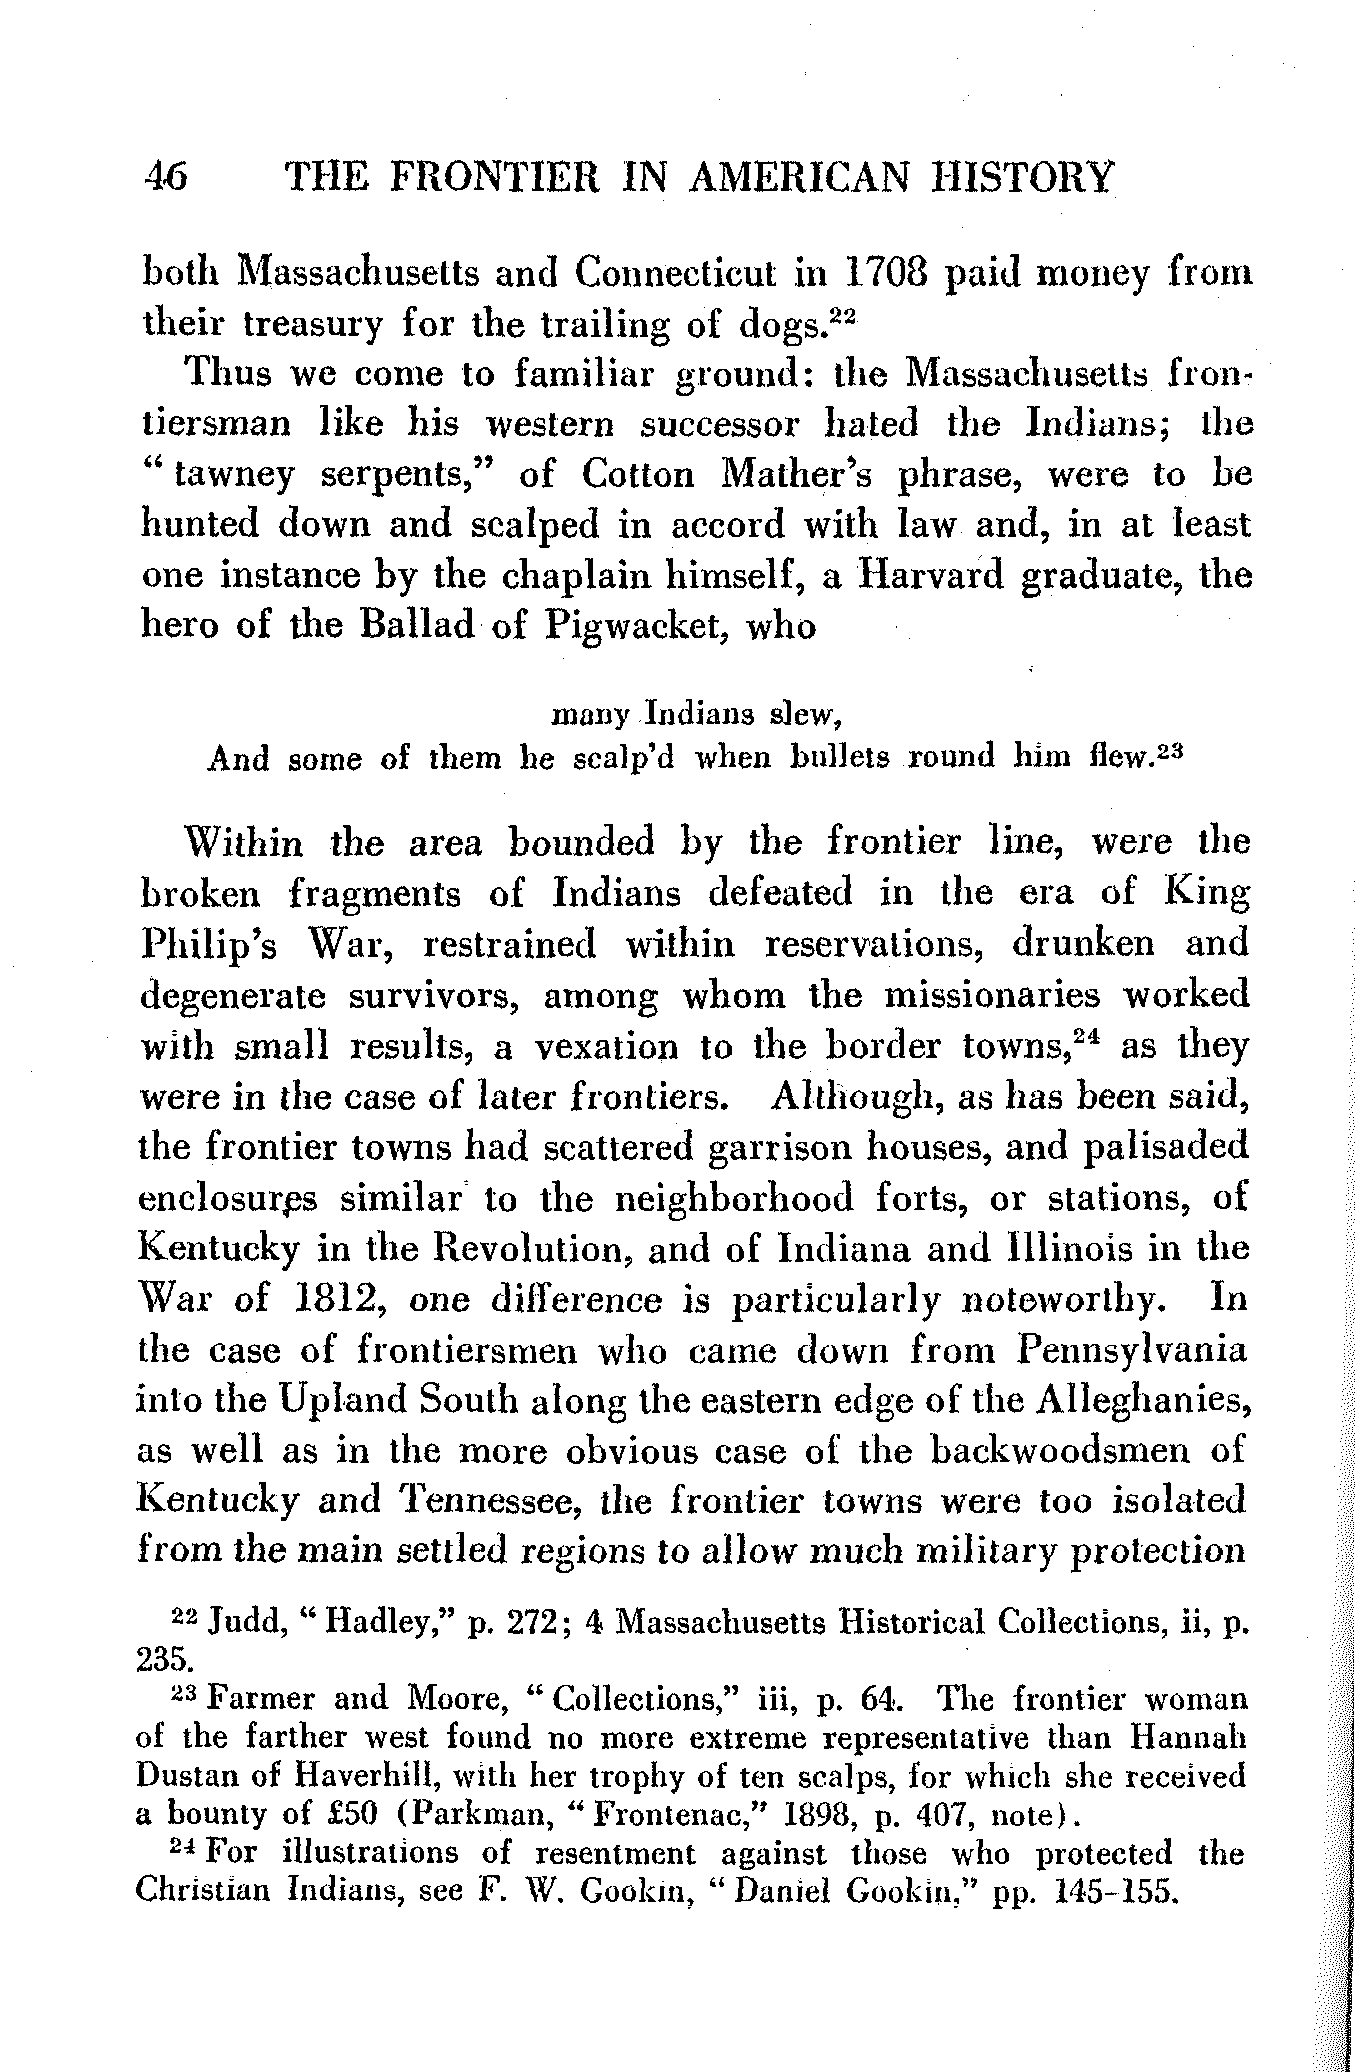 46 THE FRONTIER IN AMERICAN HISTORY
both Massachusetts and Connecticut in 1708 paid money from
their treasury for the trailing of dogs.²²
Thus we come to familiar ground: the Massachusetts fron-
tiersman like his western successor hated the Indians; the
“ tawney serpents,” of Cotton Mather’s phrase, were to be
hunted down and scalped in accord with law and, in at least
one instance by the chaplain himself, a Harvard graduate, the
hero of the Ballad of Pigwacket, who
many Indians slew,
And some of them he scalp’d when bullets round him flew.²³
Within the area bounded by the frontier line, were the
broken fragments of Indians defeated in the era of King
Philip’s War, restrained within reservations, drunken and
degenerate survivors, among whom the missionaries worked
with small results, a vexation to the border towns,²⁴ as they
were in the case of later frontiers. Although, as has been said,
the frontier towns had scattered garrison houses, and palisaded
enclosures similar to the neighborhood forts, or stations, of
Kentucky in the Revolution, and of Indiana and Illinois in the
War of 1812, one difference is particularly noteworthy. In
the case of frontiersmen who came down from Pennsylvania
into the Upland South along the eastern edge of the Alleghanies,
as well as in the more obvious case of the backwoodsmen of
Kentucky and Tennessee, the frontier towns were too isolated
from the main settled regions to allow much military protection
²² Judd, “ Hadley,” p. 272; 4 Massachusetts Historical Collections, ii, p.
235.
²³ Farmer and Moore, “ Collections,” iii, p. 64. The frontier woman
of the farther west found no more extreme representative than Hannah
Dustan of Haverhill, with her trophy of ten scalps, for which she received
a bounty of £50 (Parkman, “ Frontenac,” 1898, p. 407, note).
²⁴ For illustrations of resentment against those who protected the
Christian Indians, see F. W. Gookin, “ Daniel Gookin,” pp. 145–155.